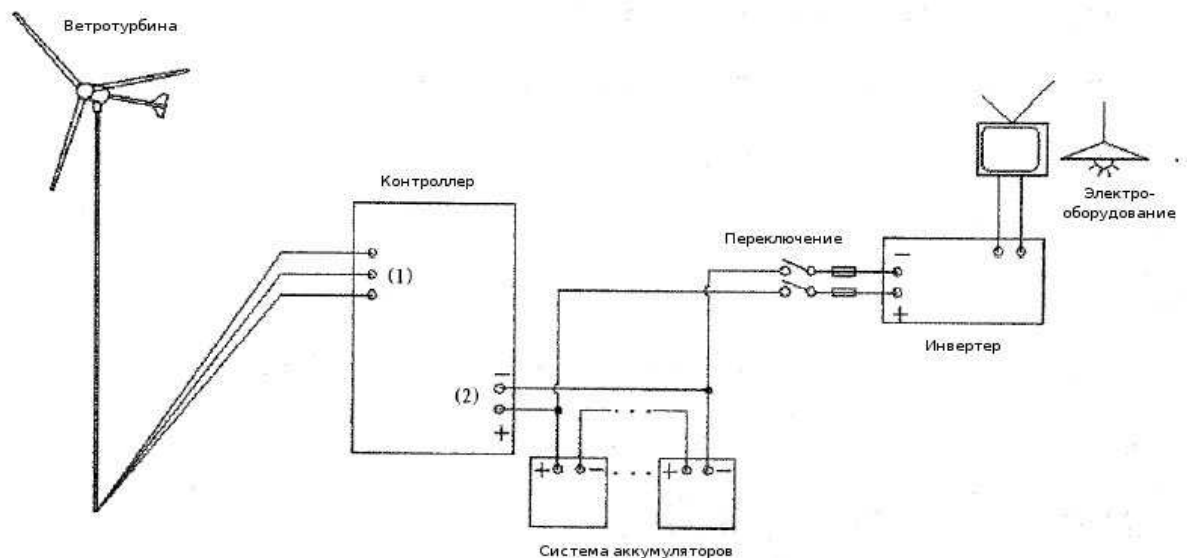 Ветротурбина
Контроллер
Электро-
оборудование
Переключение
(1)
−
+
Инвертер
−
(2)
+
+ − . . . + −
Система аккумуляторов